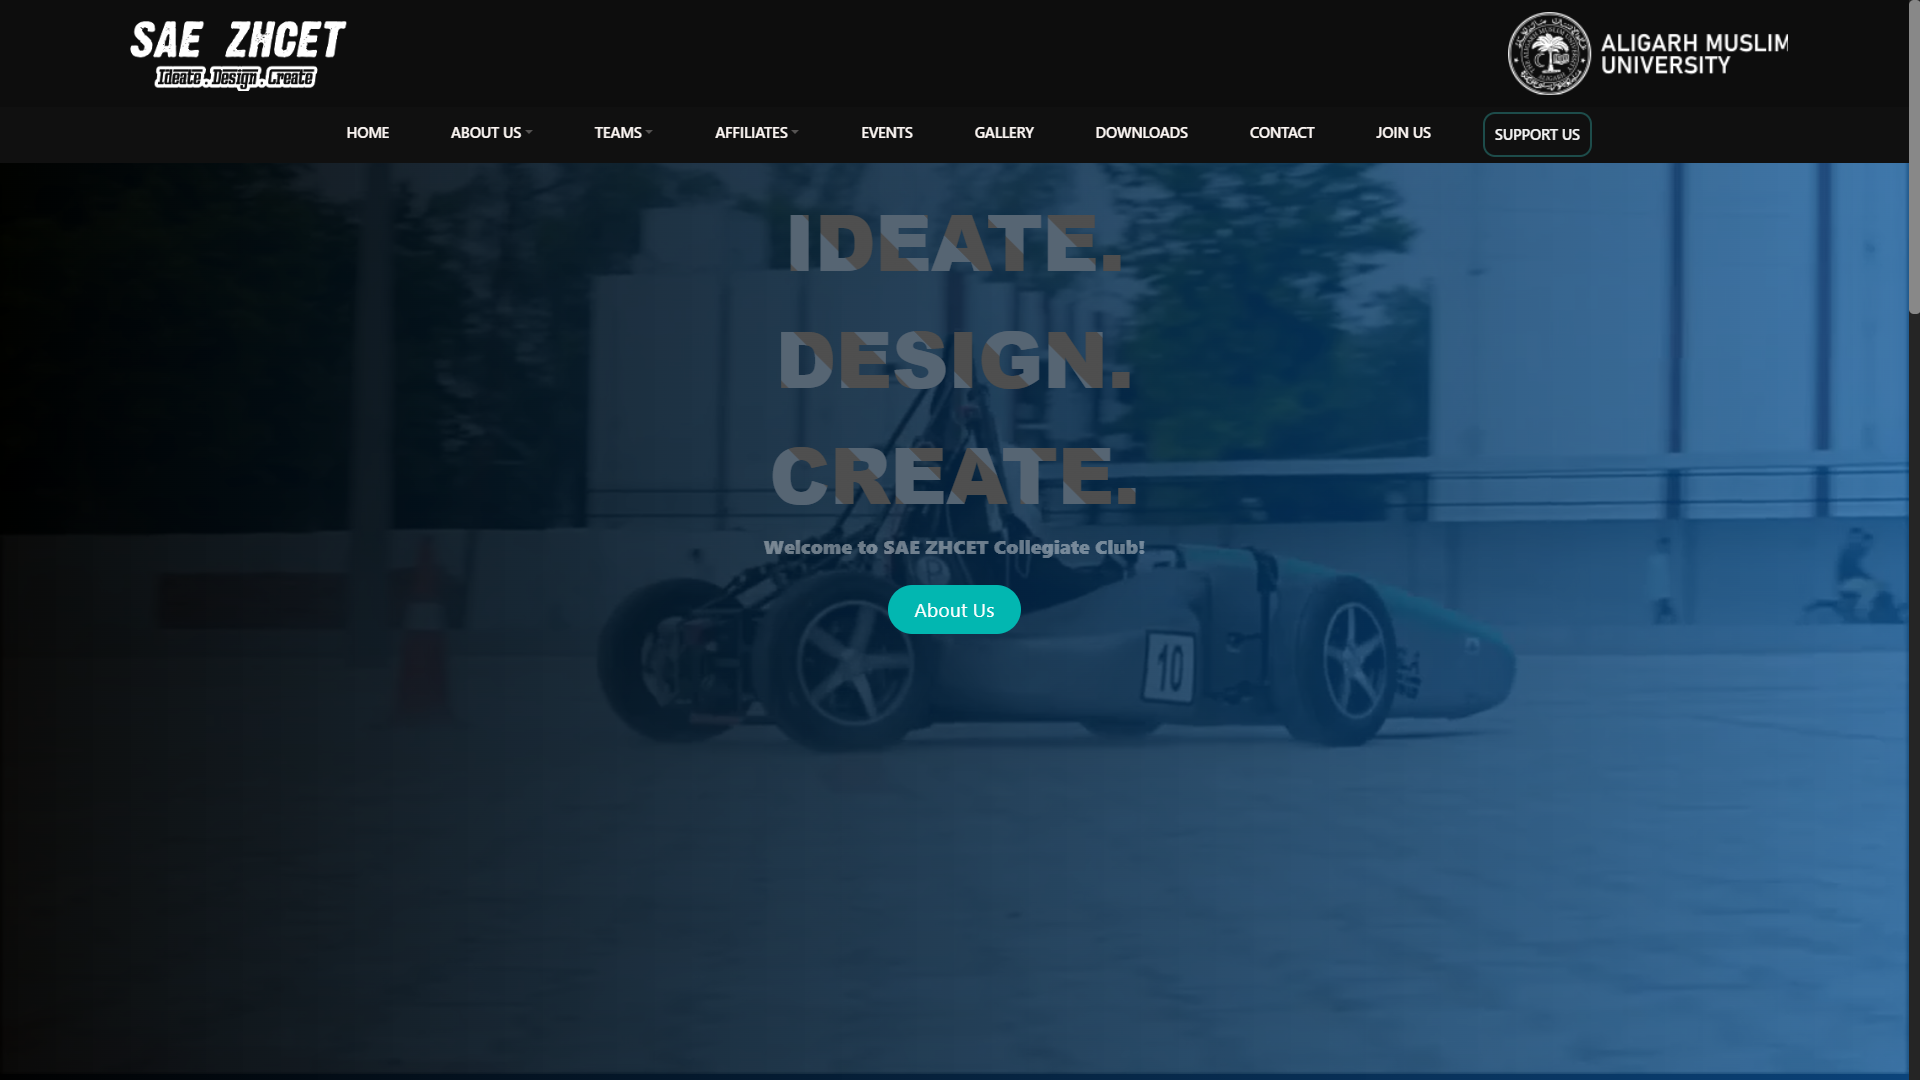 SAE ZHCET
Ideate . Design . Create
ALIGARH MUSLIM
UNIVERSITY
HOME
ABOUT US
TEAMS
AFFILIATES
EVENTS
GALLERY
DOWNLOADS
CONTACT
JOIN US
SUPPORT US
IDEATE.
DESIGN.
CREATE.
Welcome to SAE ZHCET Collegiate Club!
About Us
10